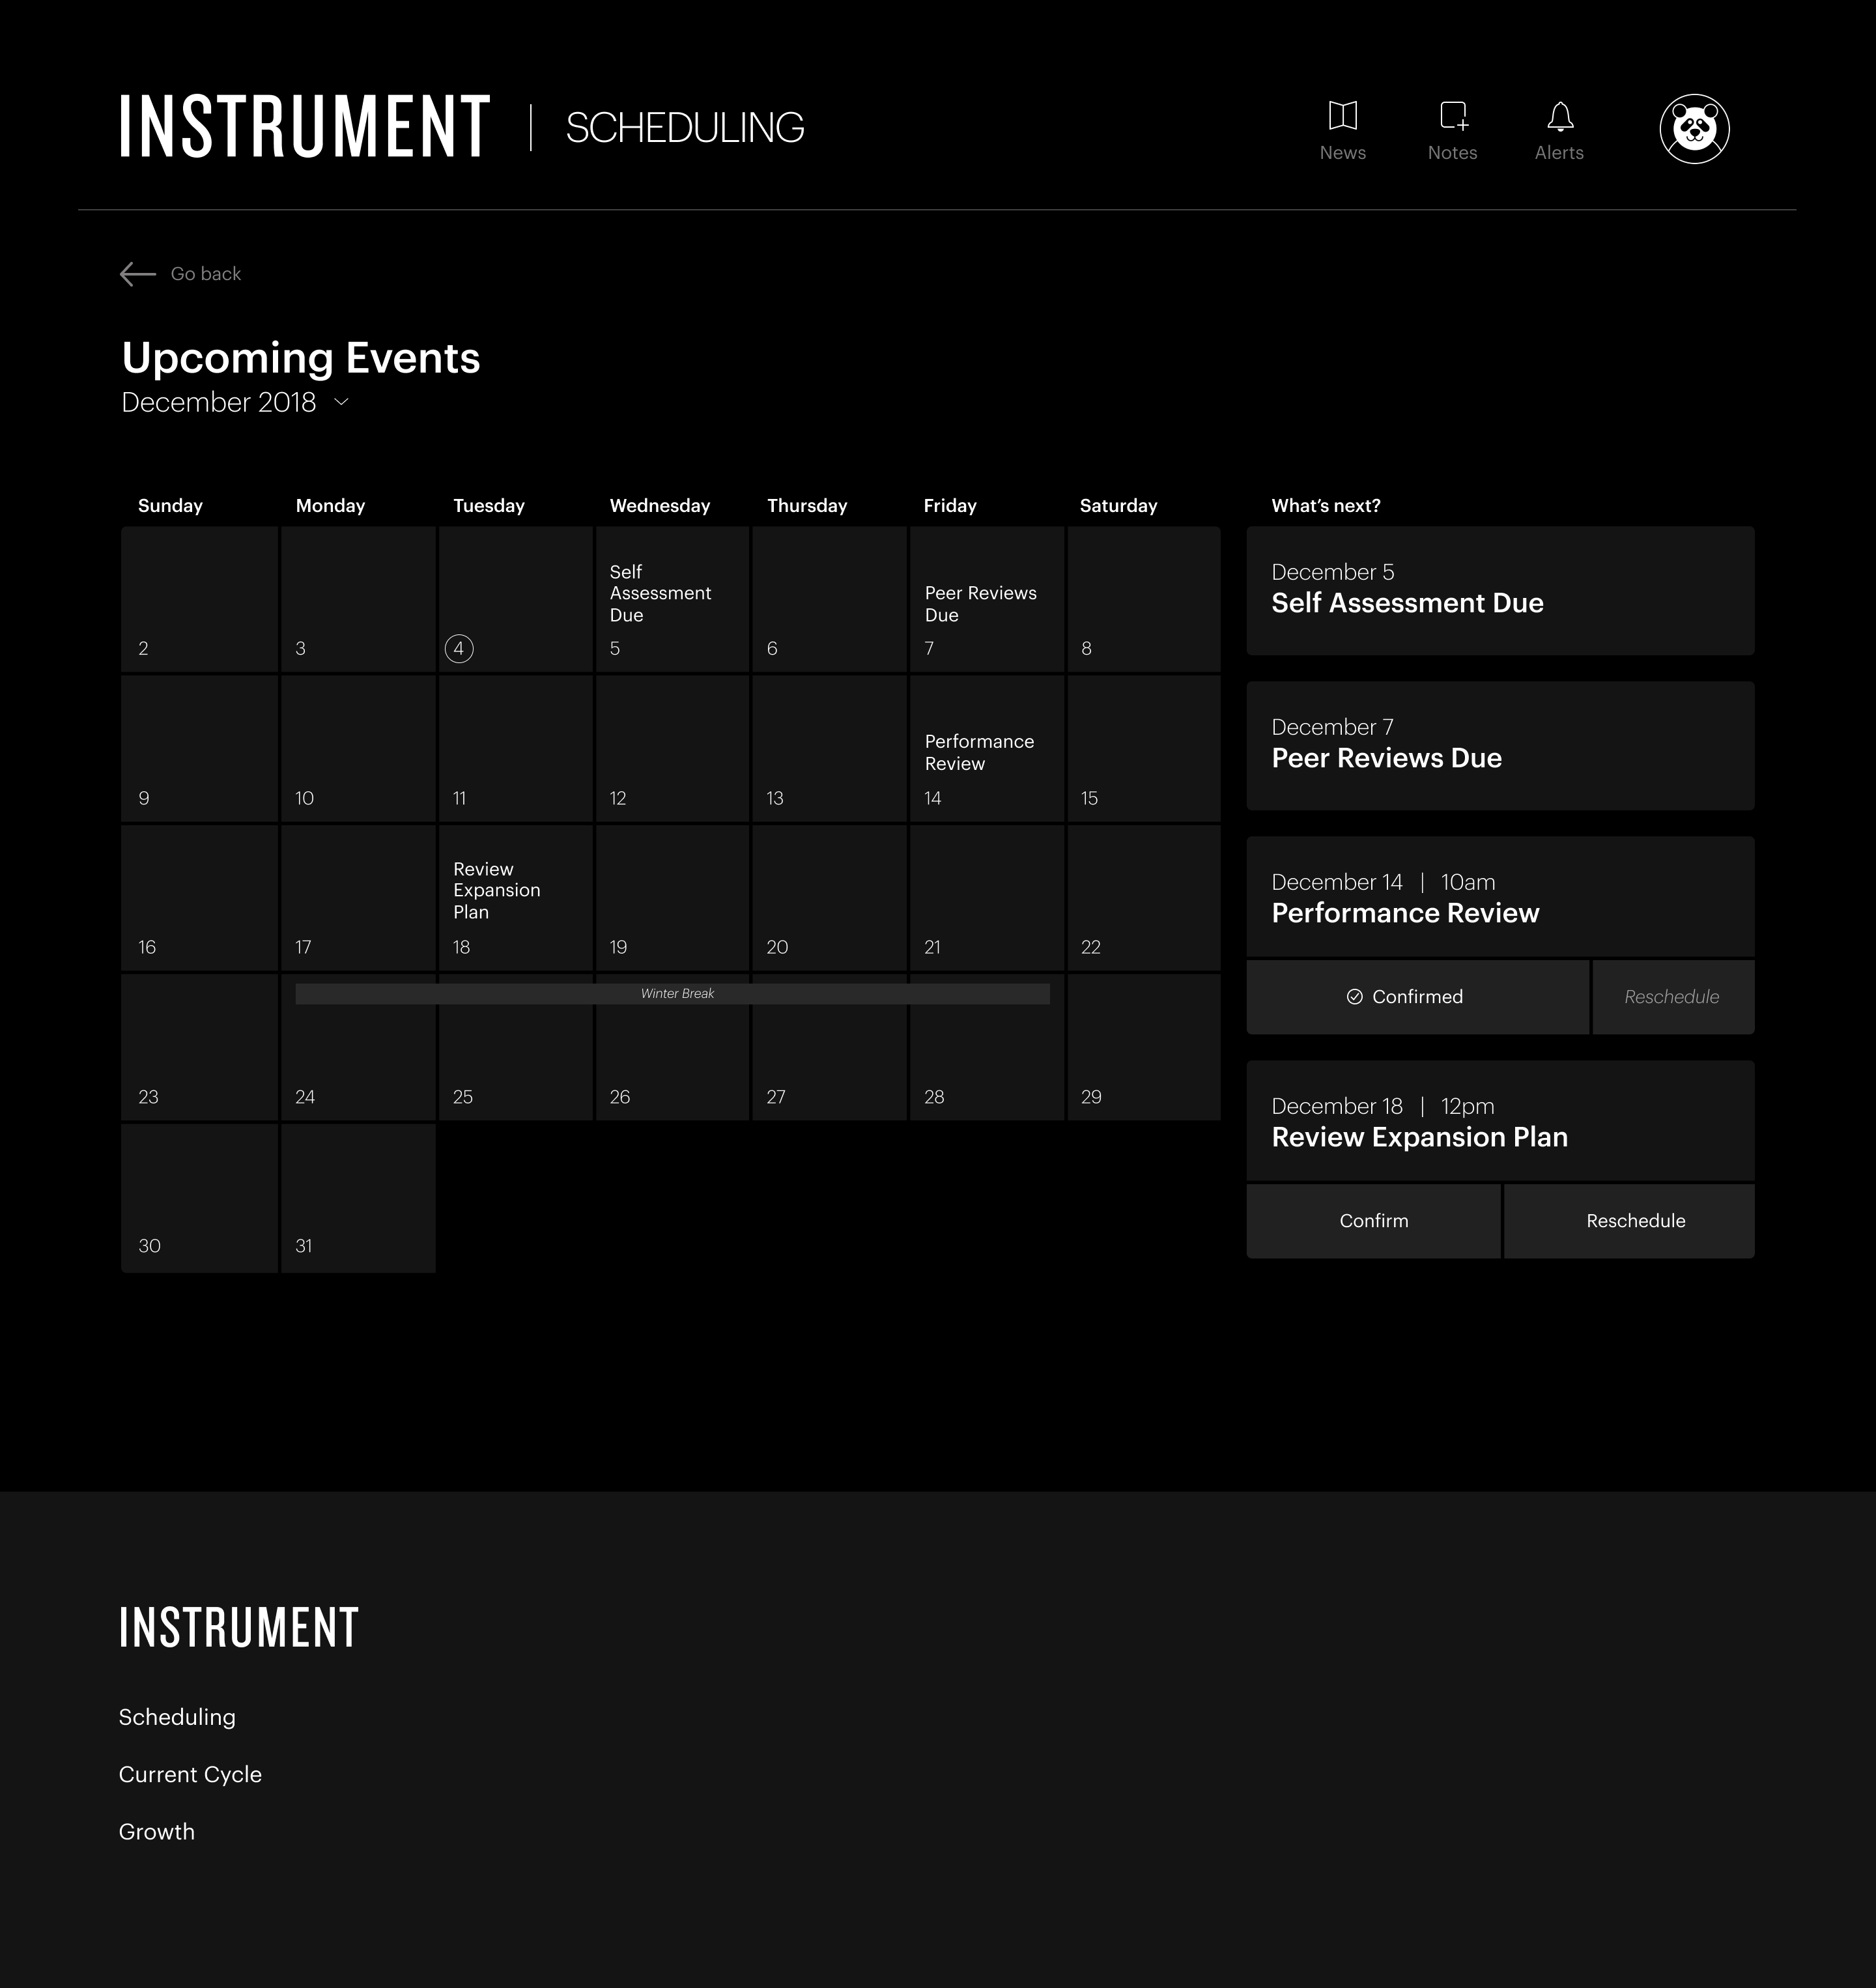 INSTRUMENT | SCHEDULING
News
Notes
Alerts
Go back
Upcoming Events
December 2018
Sunday Monday Tuesday Wednesday Thursday Friday Saturday
Self
Assessment
Due
Peer Reviews
Due
2 3 4 5 6 7 8
Performance
Review
9 10 11 12 13 14 15
Review
Expansion
Plan
16 17 18 19 20 21 22
Winter Break
23 24 25 26 27 28 29
30 31
What’s next?
December 5
Self Assessment Due
December 7
Peer Reviews Due
December 14 | 10am
Performance Review
Confirmed
Reschedule
December 18 | 12pm
Review Expansion Plan
Confirm
Reschedule
INSTRUMENT
Scheduling
Current Cycle
Growth